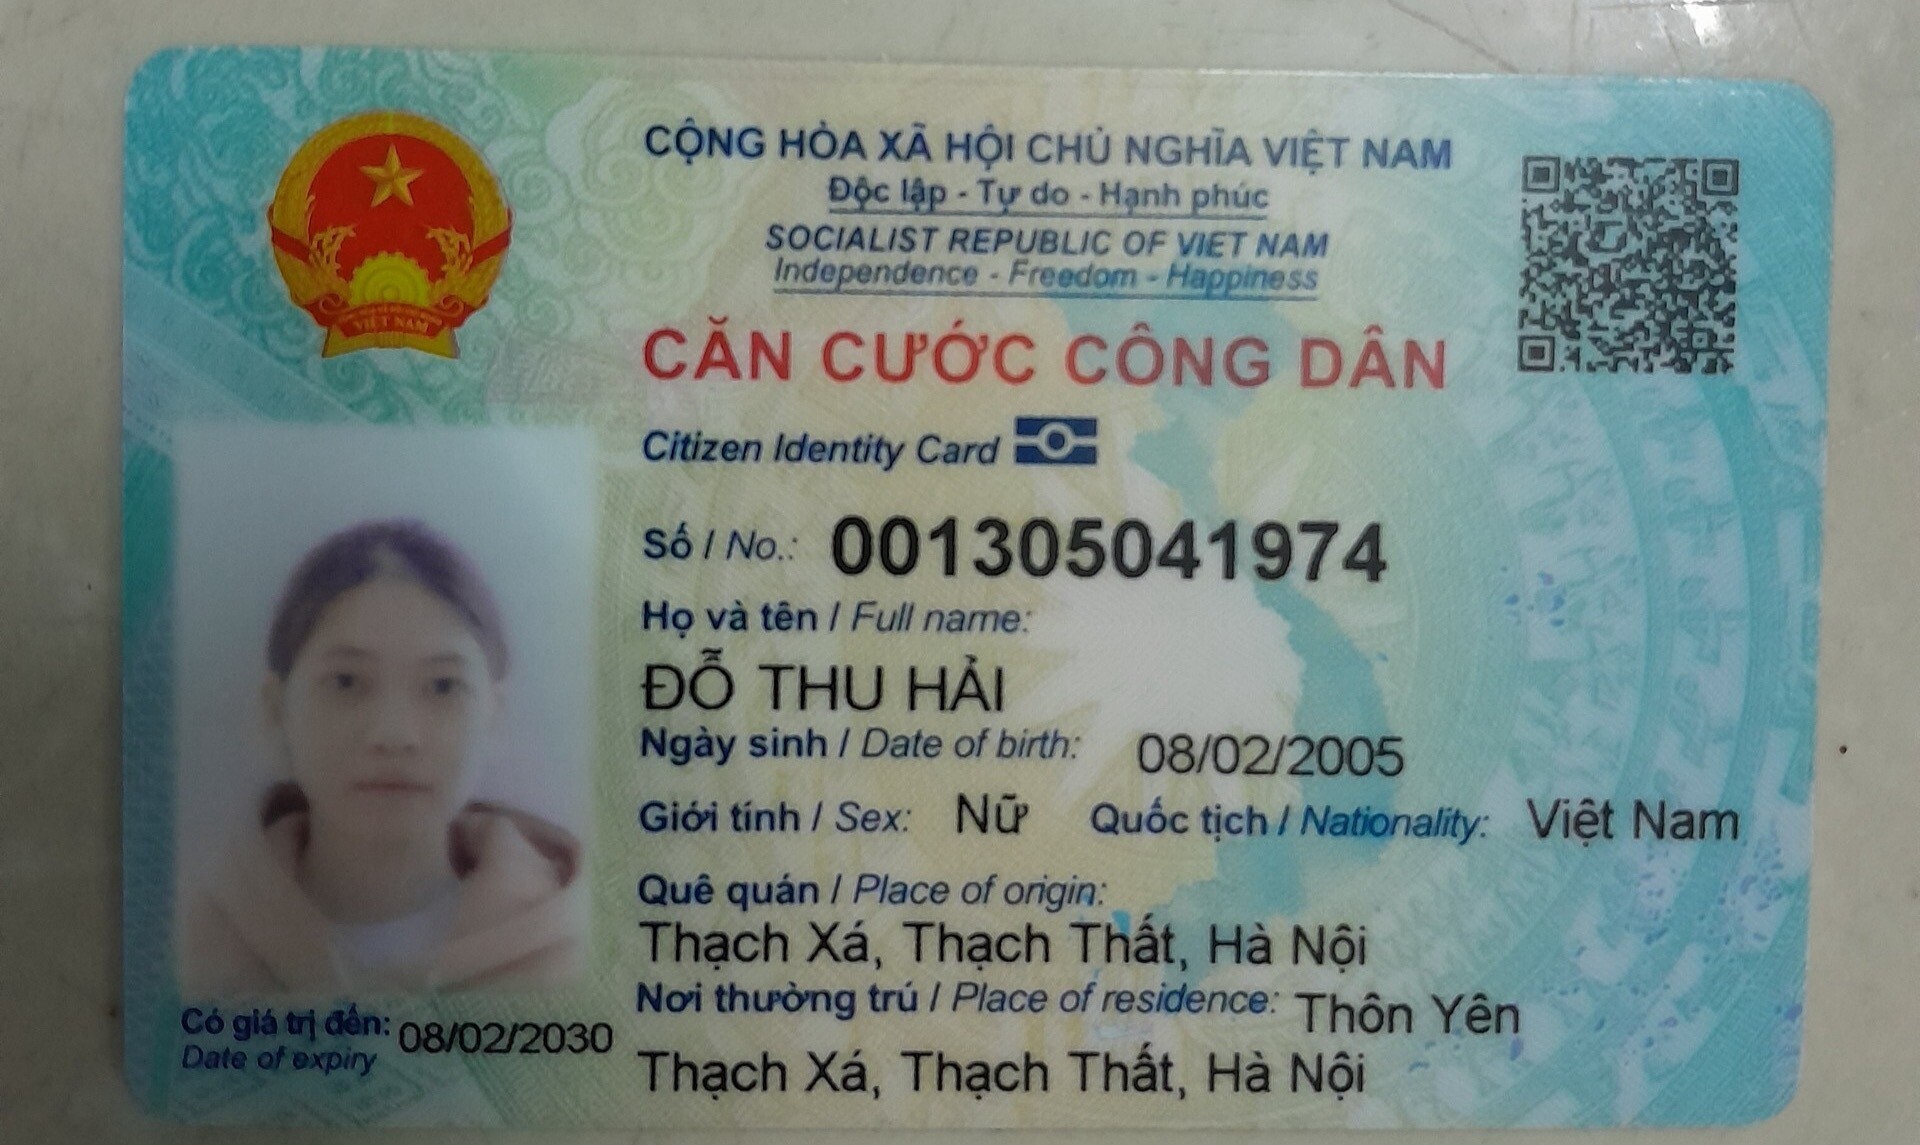 CỘNG HÒA XÃ HỘI CHỦ NGHĨA VIỆT NAM
Độc lập - Tự do - Hạnh phúc
SOCIALIST REPUBLIC OF VIET NAM
Independence - Freedom - Happiness
CĂN CƯỚC CÔNG DÂN
Citizen Identity Card
Số / No.: 001305041974
Họ và tên / Full name:
ĐỖ THU HẢI
Ngày sinh / Date of birth: 08/02/2005
Giới tính / Sex: Nữ Quốc tịch / Nationality: Việt Nam
Quê quán / Place of origin:
Thạch Xá, Thạch Thất, Hà Nội
Nơi thường trú / Place of residence: Thôn Yên
Thạch Xá, Thạch Thất, Hà Nội
Có giá trị đến: 08/02/2030
Date of expiry
VIỆT NAM